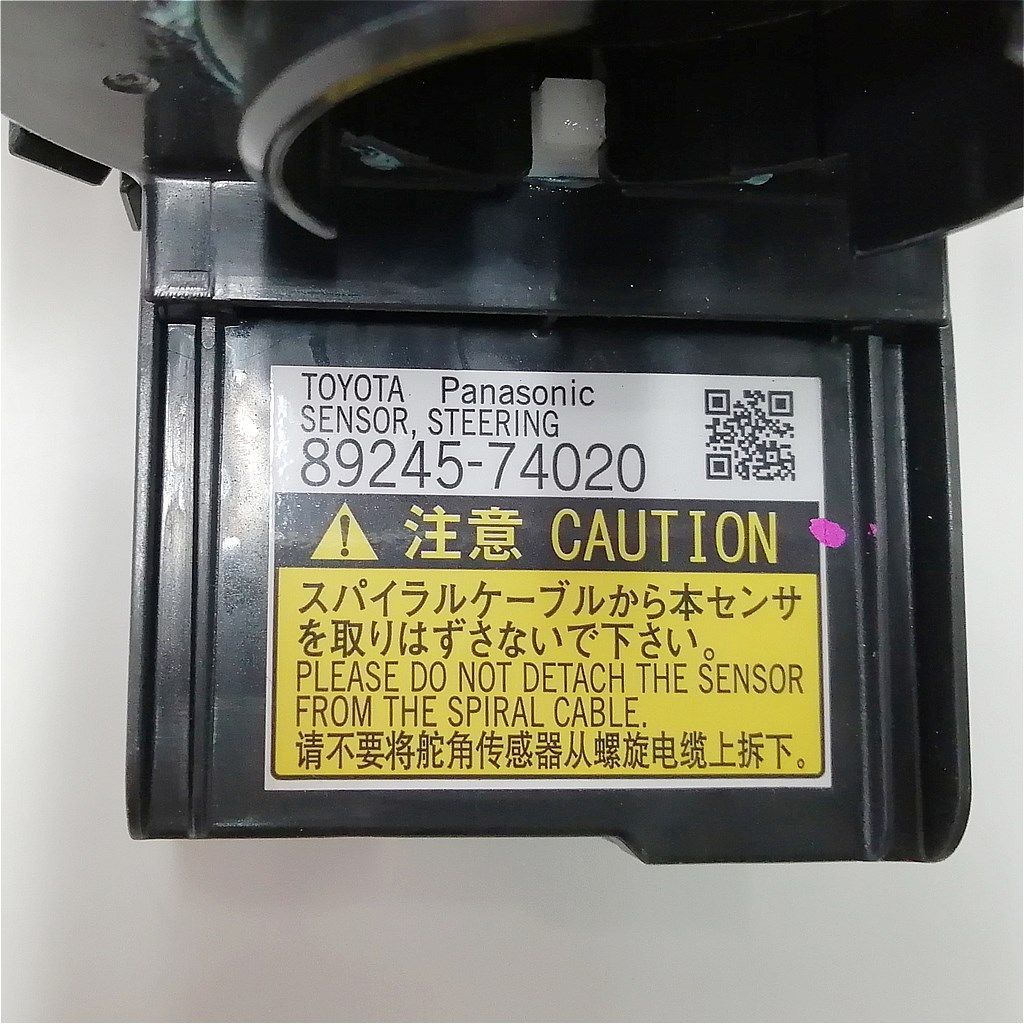 TOYOTA Panasonic
SENSOR, STEERING
89245-74020
注意 CAUTION
スパイラルケーブルから本センサ
を取りはずさないで下さい。
PLEASE DO NOT DETACH THE SENSOR
FROM THE SPIRAL CABLE.
请不要将舵角传感器从螺旋电缆上拆下。